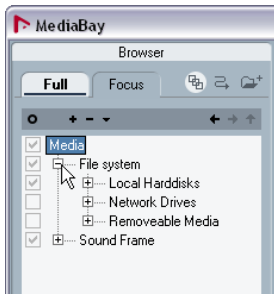 MediaBay
Browser
Full Focus
Media
File system
Local Harddisks
Network Drives
Removeable Media
Sound Frame